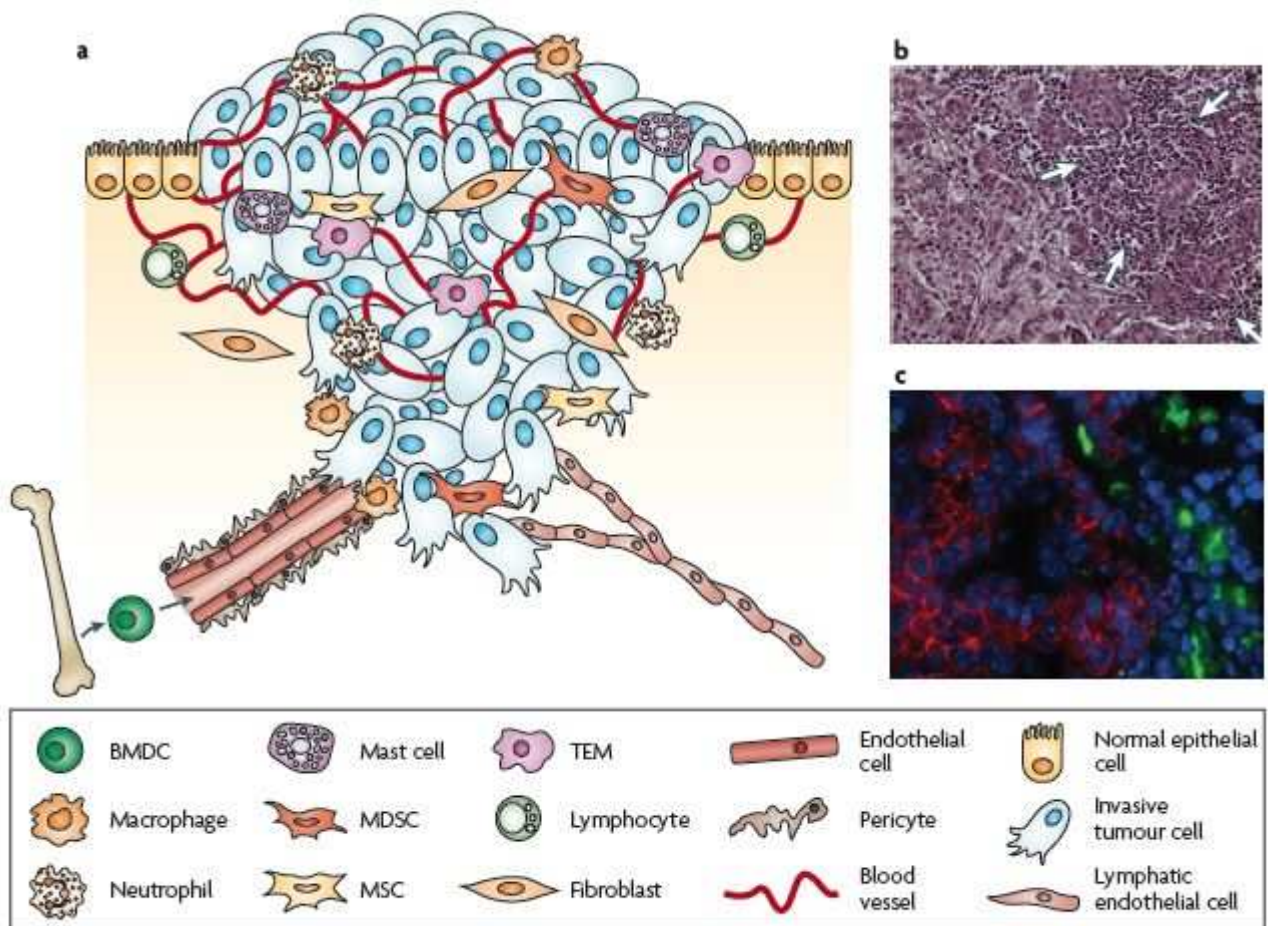 a
b
c
BMDC
Mast cell
TEM
Endothelial
cell
Normal epithelial
cell
Macrophage
MDSC
Lymphocyte
Pericyte
Invasive
tumour cell
Neutrophil
MSC
Fibroblast
Blood
vessel
Lymphatic
endothelial cell